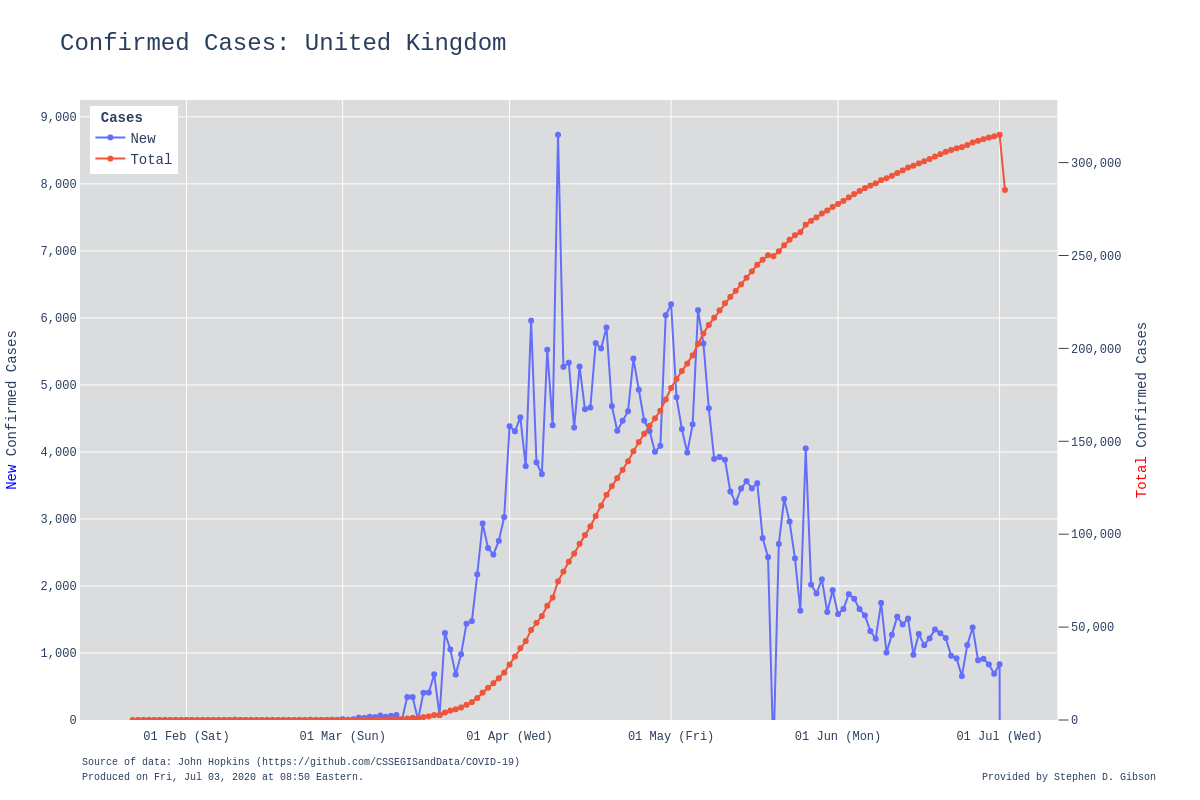 Confirmed Cases: United Kingdom
Cases
New
Total
9,000
8,000
7,000
6,000
5,000
4,000
3,000
2,000
1,000
0
New Confirmed Cases
300,000
250,000
200,000
150,000
100,000
50,000
0
Total Confirmed Cases
01 Feb (Sat)
01 Mar (Sun)
01 Apr (Wed)
01 May (Fri)
01 Jun (Mon)
01 Jul (Wed)
Source of data: John Hopkins (https://github.com/CSSEGISandData/COVID-19)
Produced on Fri, Jul 03, 2020 at 08:50 Eastern.
Provided by Stephen D. Gibson